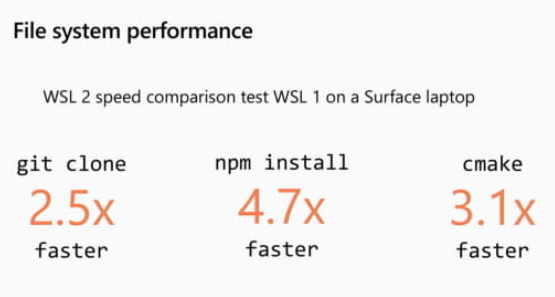 File system performance
WSL 2 speed comparison test WSL 1 on a Surface laptop
git clone npm install cmake
2.5x 4.7x 3.1x
faster faster faster